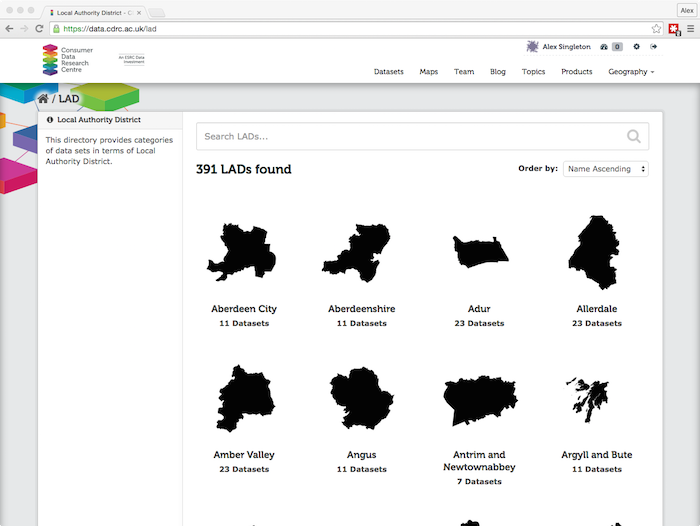 Local Authority District - C
Alex
https://data.cdrc.ac.uk/lad
Consumer
Data
Research
Centre
An ESRC Data
Investment
Alex Singleton
0
Datasets Maps Team Blog Topics Products Geography
/ LAD
Local Authority District
This directory provides categories
of data sets in terms of Local
Authority District.
Search LADs...
391 LADs found
Order by: Name Ascending
Aberdeen City Aberdeenshire Adur Allerdale
11 Datasets 11 Datasets 23 Datasets 23 Datasets
Amber Valley Angus Antrim and Newtownabbey Argyll and Bute
23 Datasets 11 Datasets 7 Datasets 11 Datasets